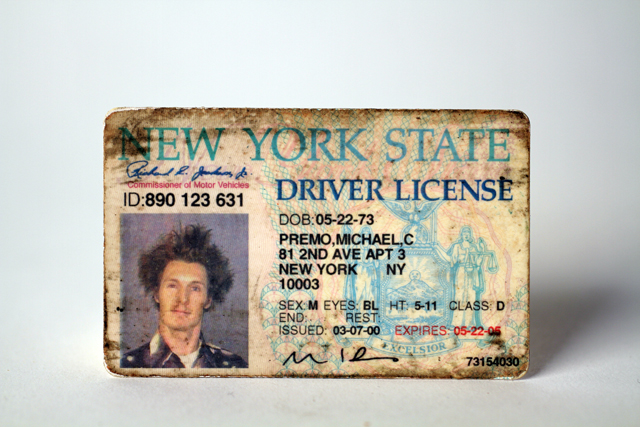 NEW YORK STATE
Commissioner of Motor Vehicles
DRIVER LICENSE
ID:890 123 631
DOB:05-22-73
PREMO,MICHAEL,C
81 2ND AVE APT 3
NEW YORK NY
10003
SEX: M EYES: BL HT: 5-11 CLASS: D
END: REST:
ISSUED: 03-07-00 EXPIRES: 05-22-05
EXCELSIOR
73154030